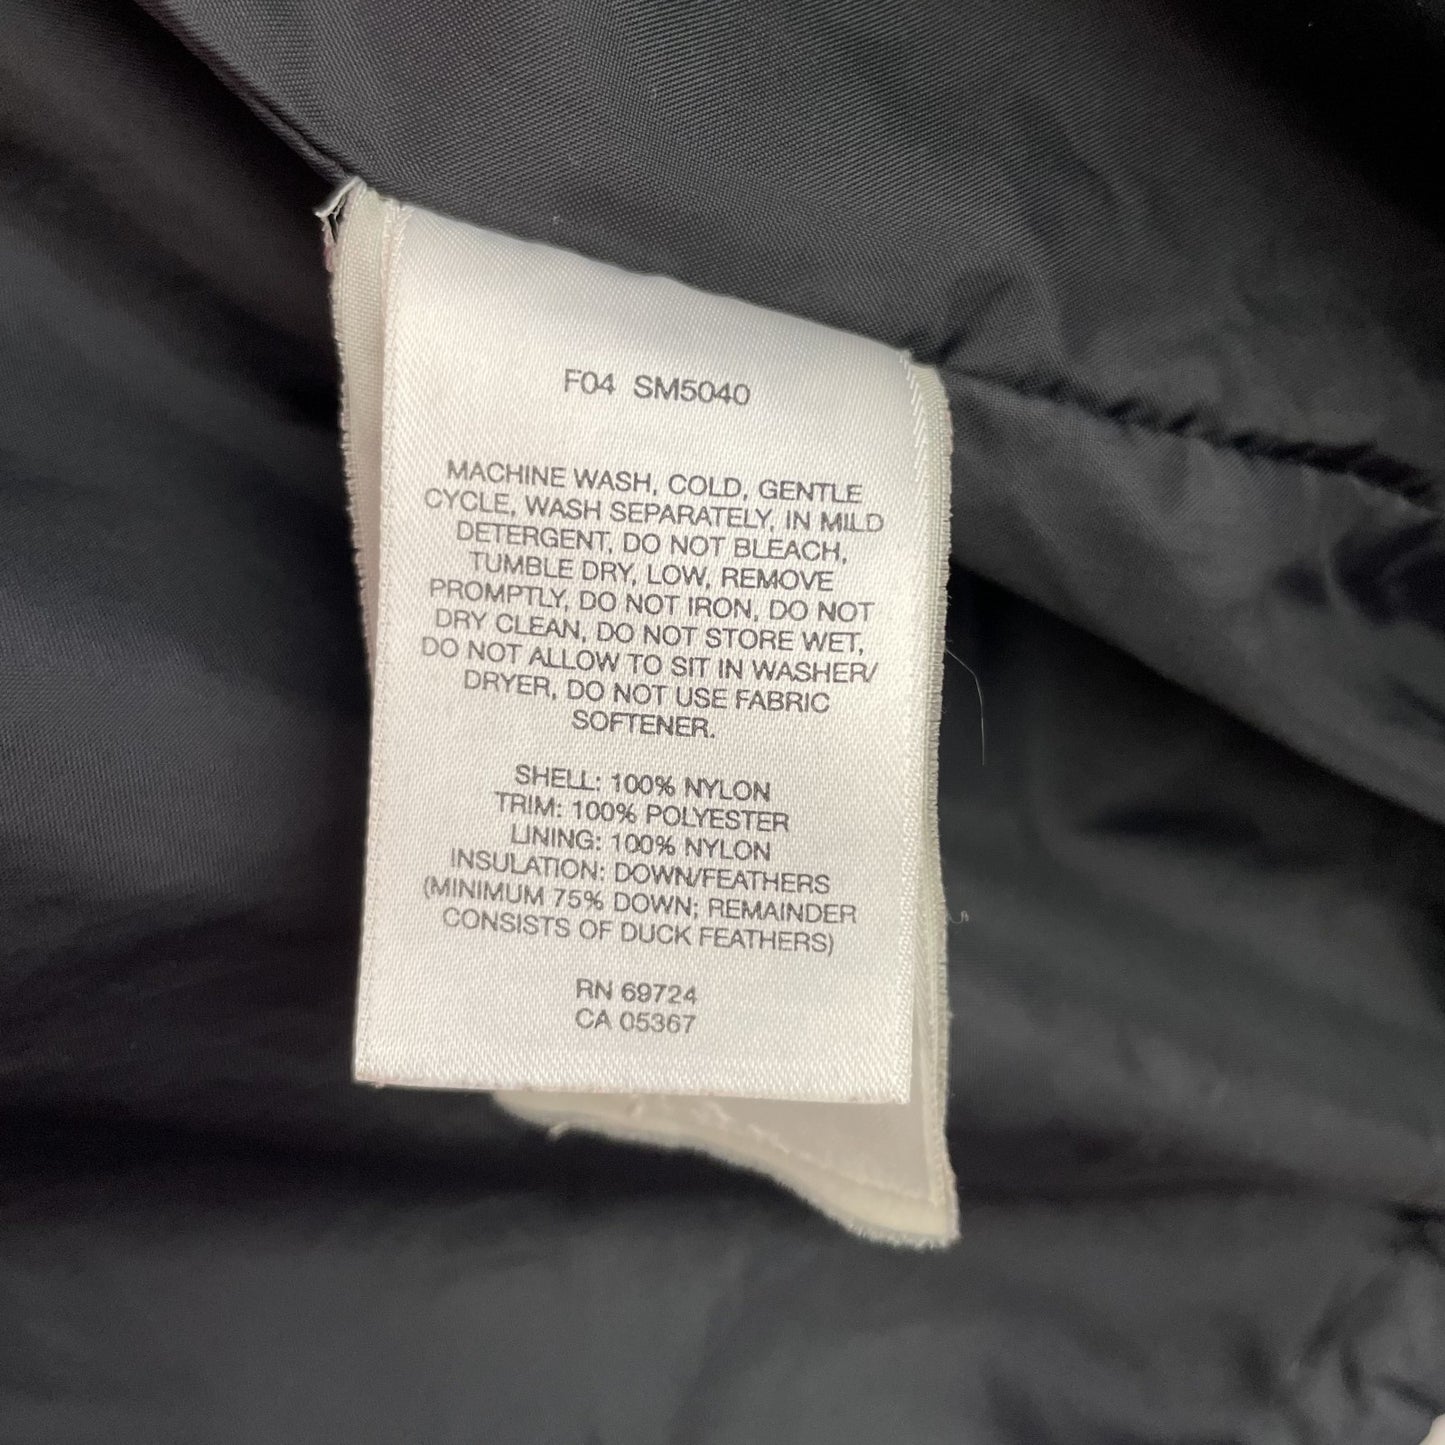 F04 SM5040
MACHINE WASH, COLD, GENTLE
CYCLE, WASH SEPARATELY, IN MILD
DETERGENT, DO NOT BLEACH,
TUMBLE DRY, LOW, REMOVE
PROMPTLY, DO NOT IRON, DO NOT
DRY CLEAN, DO NOT STORE WET,
DO NOT ALLOW TO SIT IN WASHER/
DRYER, DO NOT USE FABRIC
SOFTENER.
SHELL: 100% NYLON
TRIM: 100% POLYESTER
LINING: 100% NYLON
INSULATION: DOWN/FEATHERS
(MINIMUM 75% DOWN; REMAINDER
CONSISTS OF DUCK FEATHERS)
RN 69724
CA 05367